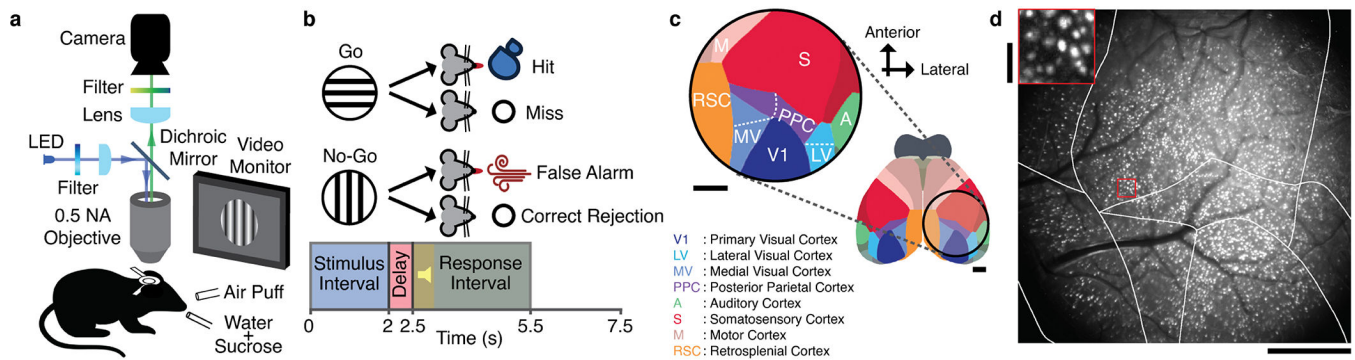 a
Camera
Filter
Lens
LED
Dichroic
Mirror
Video
Monitor
Filter
0.5 NA
Objective
Air Puff
Water
+
Sucrose
b
Go
Hit
Miss
No-Go
False Alarm
Correct Rejection
Stimulus
Interval
Delay
Response
Interval
0
2
2.5
5.5
7.5
Time (s)
c
M
S
RSC
PPC
MV
V1
LV
A
Anterior
Lateral
V1 : Primary Visual Cortex
LV : Lateral Visual Cortex
MV : Medial Visual Cortex
PPC : Posterior Parietal Cortex
A : Auditory Cortex
S : Somatosensory Cortex
M : Motor Cortex
RSC : Retrosplenial Cortex
d